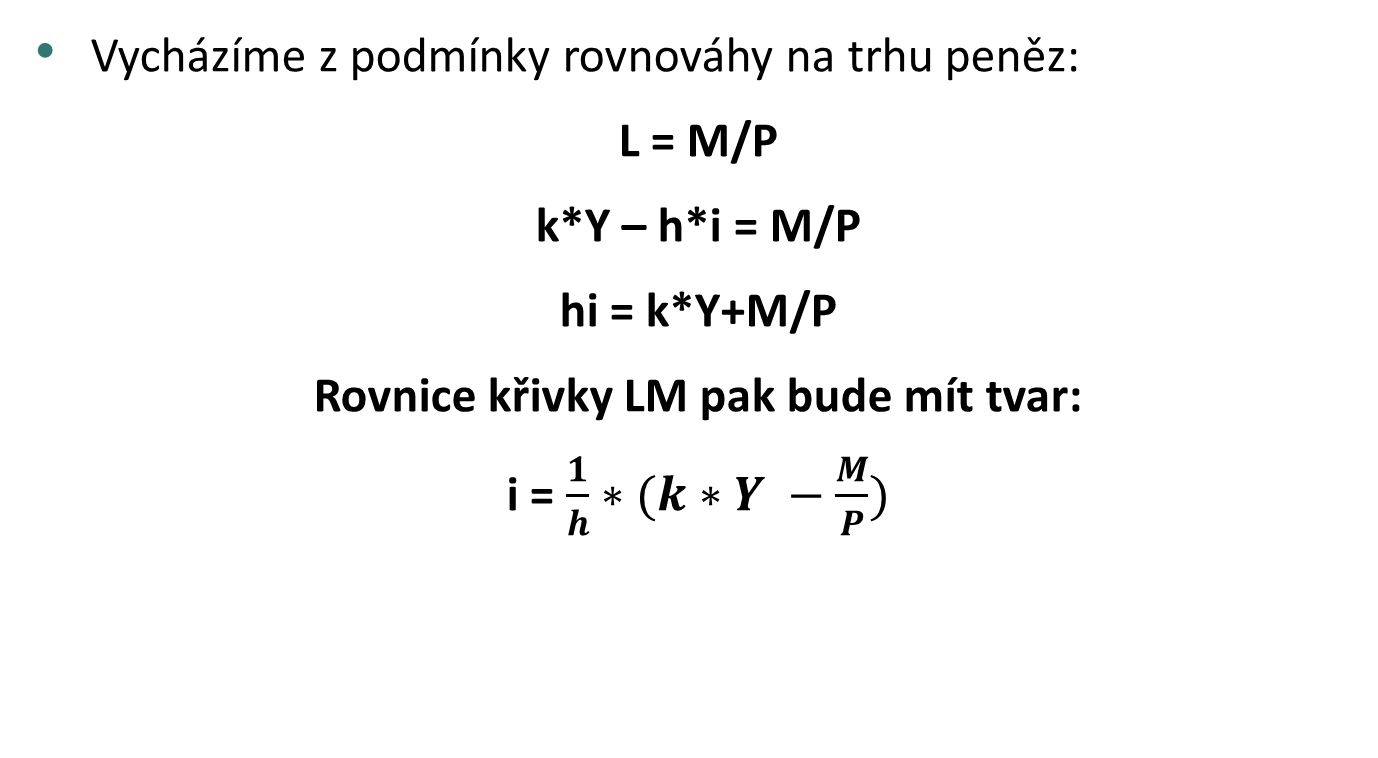 • Vycházíme z podmínky rovnováhy na trhu peněz:
L = M/P
k*Y – h*i = M/P
hi = k*Y+M/P
Rovnice křivky LM pak bude mít tvar:
i = 1/h ∗ (k ∗ Y − M/P)